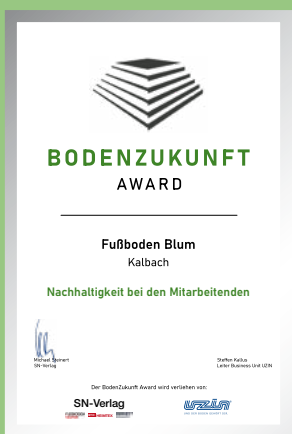 BODENZUKUNFT
AWARD
Fußboden Blum
Kalbach
Nachhaltigkeit bei den Mitarbeitenden
Michael Steinert
SN-Verlag
Steffen Kallus
Leiter Business Unit UZIN
Der BodenZukunft Award wird verliehen von:
SN-Verlag
UZIN